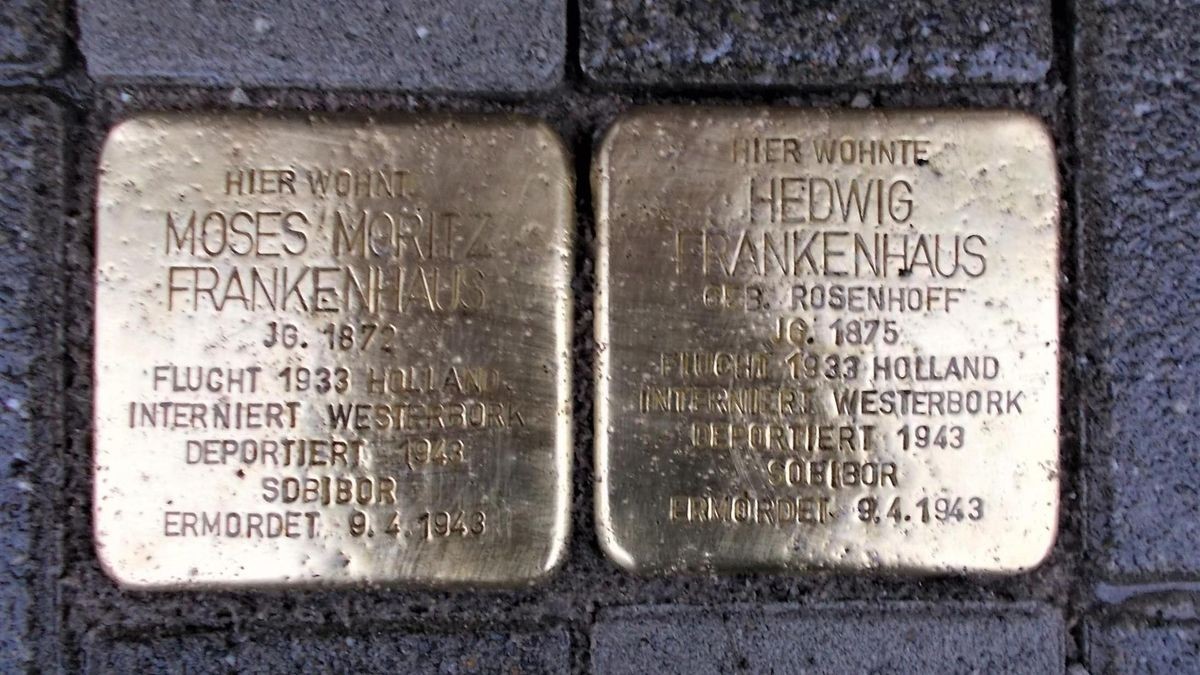 HIER WOHNTE
MOSES MORITZ
FRANKENHAUS
JG. 1872
FLUCHT 1933 HOLLAND
INTERNIERT WESTERBORK
DEPORTIERT 1943
SOBIBOR
ERMORDET 9.4.1943
HIER WOHNTE
HEDWIG
FRANKENHAUS
GEB. ROSENHOFF
JG. 1875
FLUCHT 1933 HOLLAND
INTERNIERT WESTERBORK
DEPORTIERT 1943
SOBIBOR
ERMORDET 9.4.1943